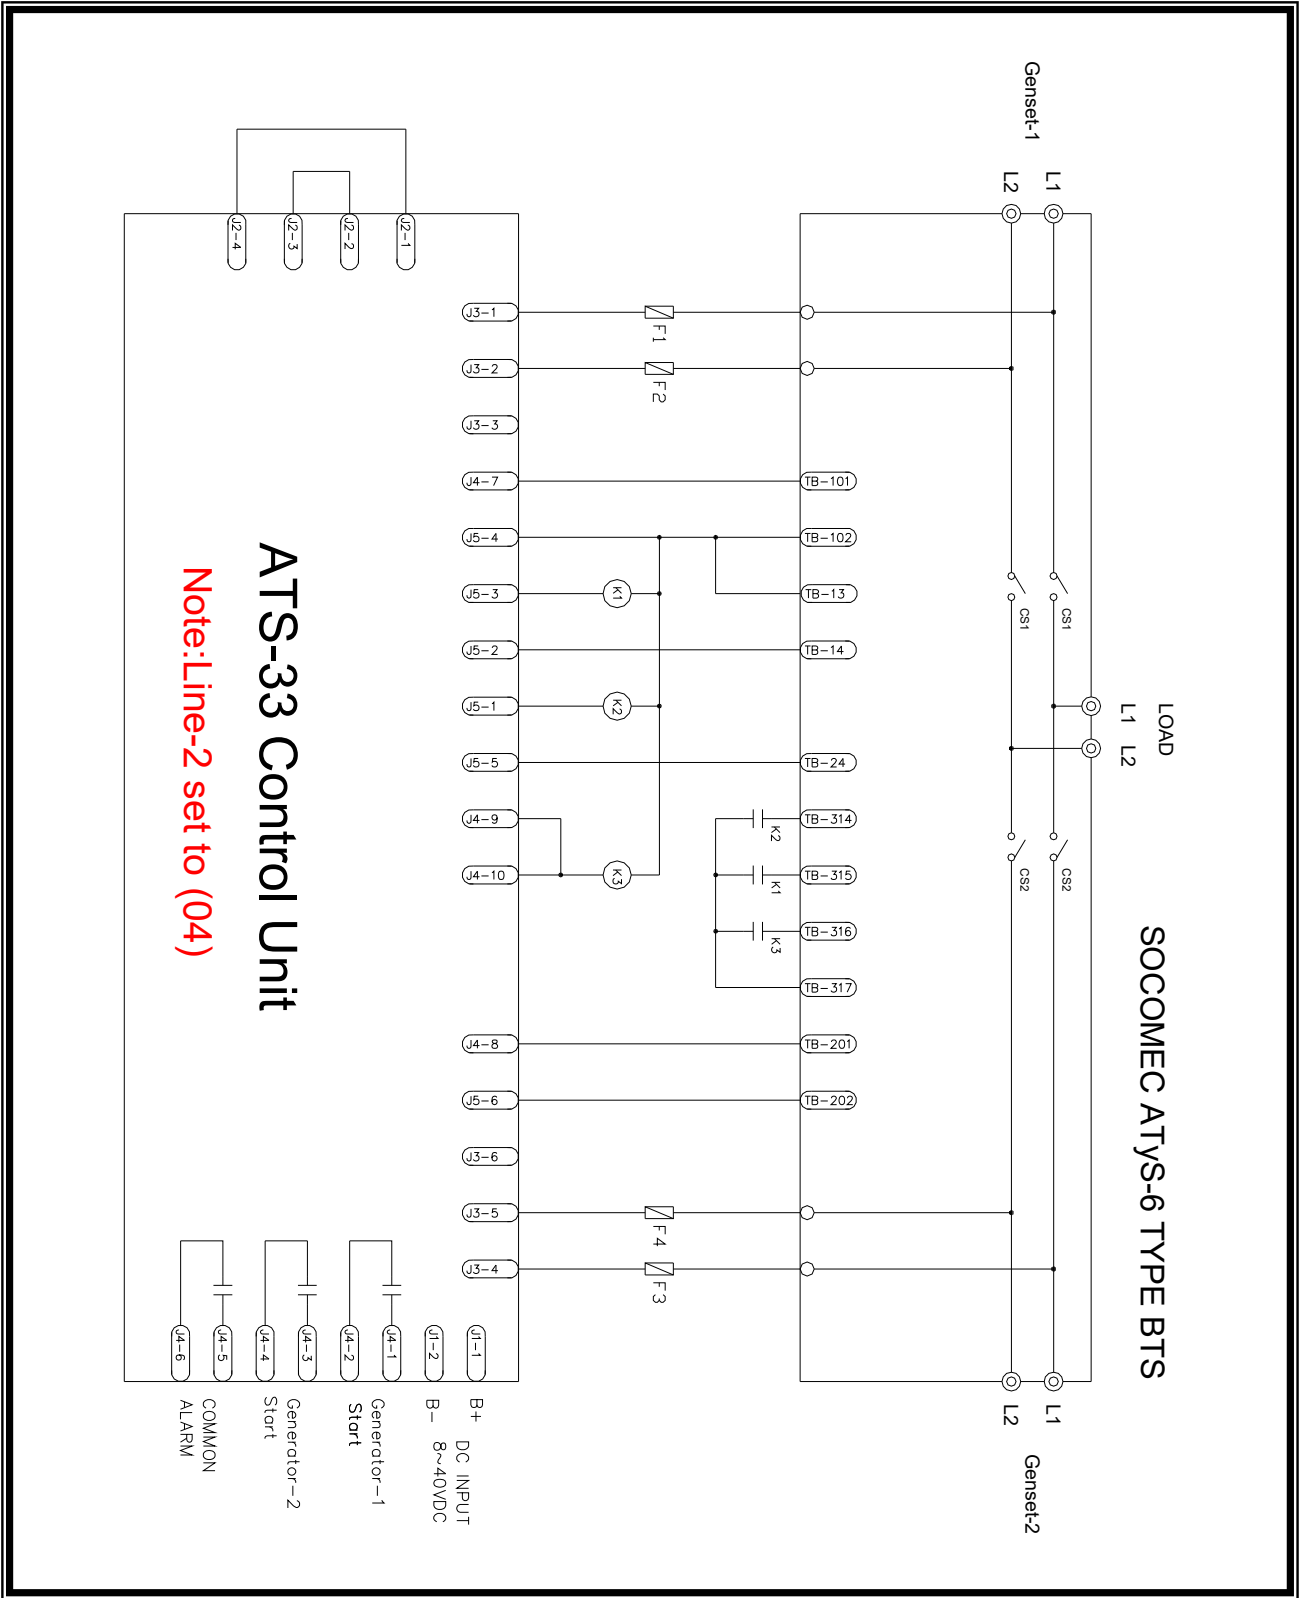 SOCOMEC ATyS-6 TYPE BTS
LOAD
L1 L2
Genset-1
L1
L2
CS1
CS1
CS2
CS2
L1
L2
Genset-2
TB-101
TB-102
TB-13
TB-14
TB-24
TB-314
TB-315
TB-316
TB-317
TB-201
TB-202
K2
K1
K3
F1
F2
F4
F3
K1
K2
K3
J3-1
J3-2
J3-3
J4-7
J5-4
J5-3
J5-2
J5-1
J5-5
J4-9
J4-10
J4-8
J5-6
J3-6
J3-5
J3-4
J2-1
J2-2
J2-3
J2-4
ATS-33 Control Unit
Note:Line-2 set to (04)
J1-1
J1-2
J4-1
J4-2
J4-3
J4-4
J4-5
J4-6
B+ DC INPUT
B- 8~40VDC
Generator-1
Start
Generator-2
Start
COMMON
ALARM